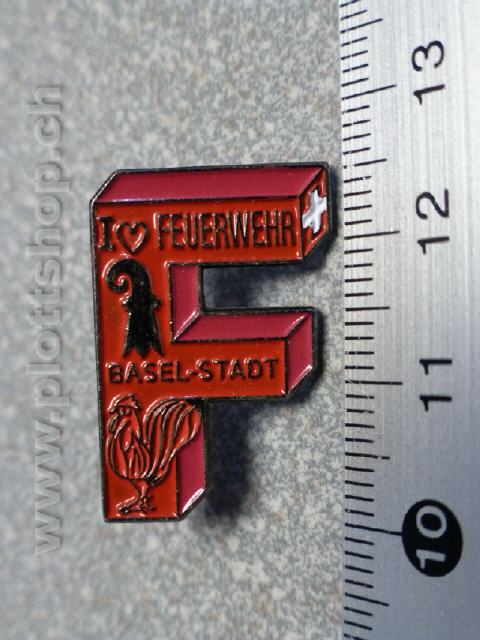 I ♥ FEUERWEHR
BASEL-STADT
13
12
11
10
www.plottshop.ch